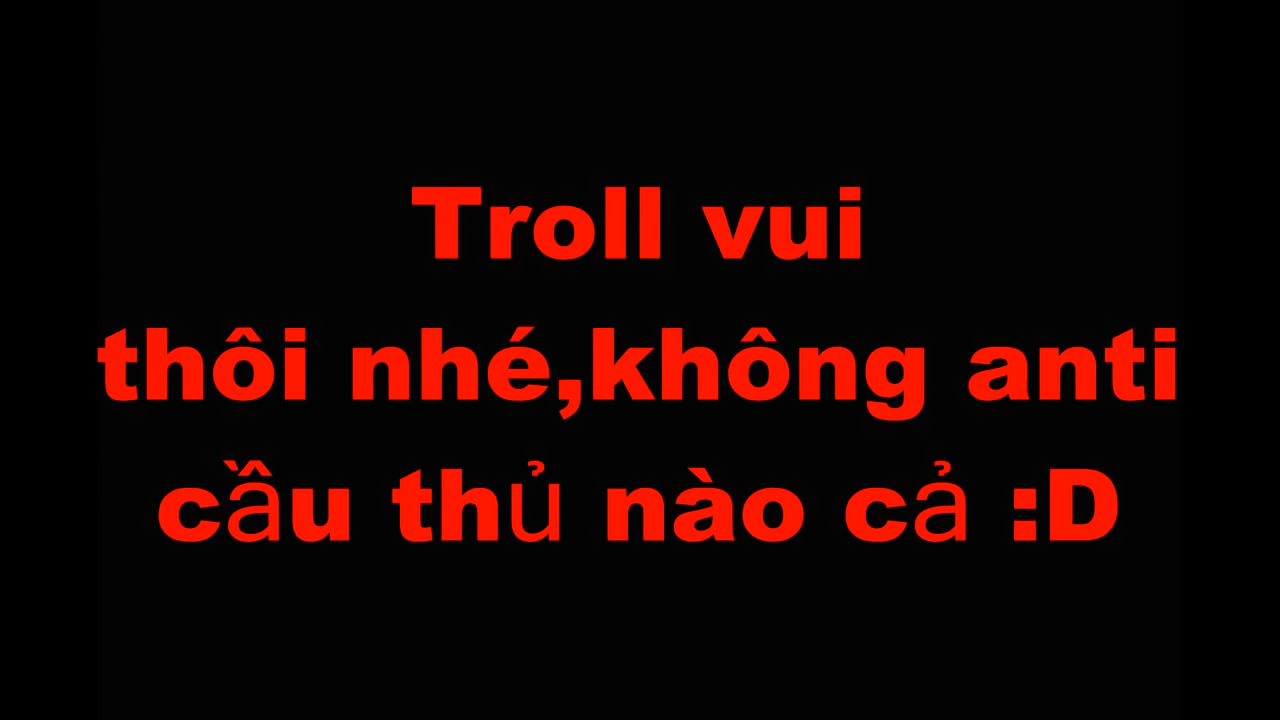 Troll vui
thôi nhé,không anti
cầu thủ nào cả :D